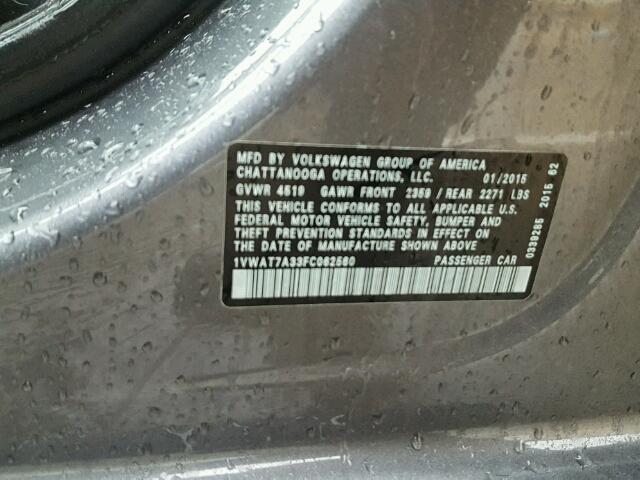 MFD BY VOLKSWAGEN GROUP OF AMERICA
CHATTANOOGA OPERATIONS, LLC. 01/2015
GVWR 4519 GAWR FRONT 2359 / REAR 2271 LBS
THIS VEHICLE CONFORMS TO ALL APPLICABLE U.S.
FEDERAL MOTOR VEHICLE SAFETY, BUMPER AND
THEFT PREVENTION STANDARDS IN EFFECT ON
THE DATE OF MANUFACTURE SHOWN ABOVE
1VWAT7A33FC062560 PASSENGER CAR
0339285 2015 62